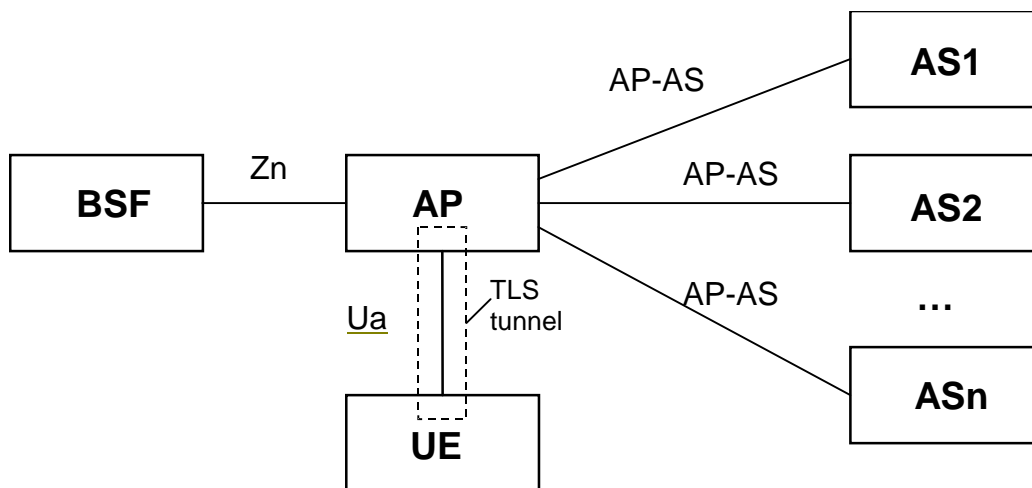 AS1
AP-AS
Zn
AP-AS
BSF
AP
AS2
TLS
tunnel
AP-AS
…
Ua
ASn
UE